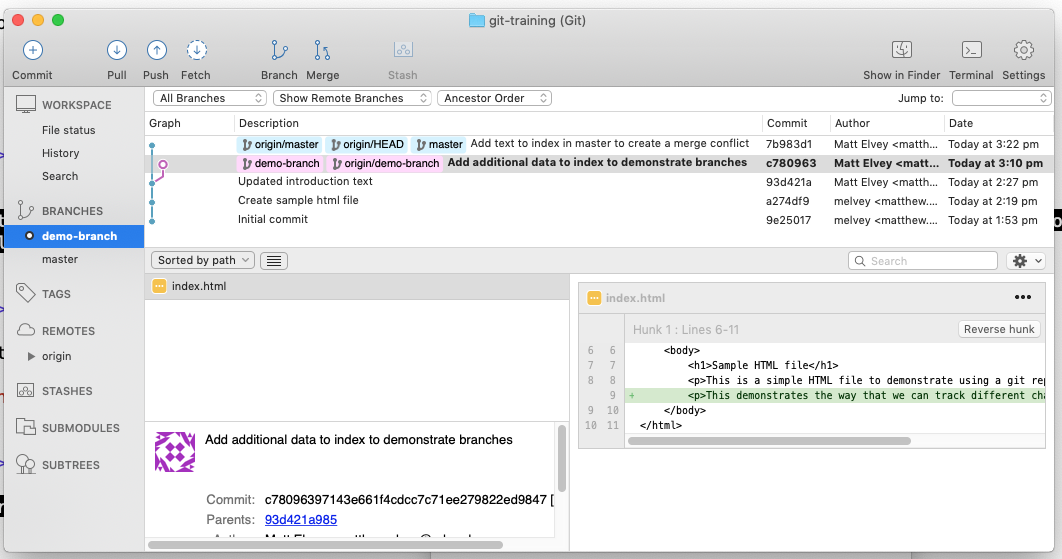 git-training (Git)
Commit Pull Push Fetch Branch Merge Stash Show in Finder Terminal Settings
WORKSPACE
File status
History
Search
BRANCHES
demo-branch
master
TAGS
REMOTES
origin
STASHES
SUBMODULES
SUBTREES
All Branches Show Remote Branches Ancestor Order Jump to:
Graph Description Commit Author Date
origin/master origin/HEAD master Add text to index in master to create a merge conflict 7b983d1 Matt Elvey <matth... Today at 3:22 pm
demo-branch origin/demo-branch Add additional data to index to demonstrate branches c780963 Matt Elvey <matt... Today at 3:10 pm
Updated introduction text 93d421a Matt Elvey <matth... Today at 2:27 pm
Create sample html file a274df9 melvey <matthew.... Today at 2:19 pm
Initial commit 9e25017 melvey <matthew.... Today at 1:53 pm
Sorted by path Search
index.html
Add additional data to index to demonstrate branches
Commit: c78096397143e661f4cdcc7c71ee279822ed9847 [
Parents: 93d421a985
index.html
Hunk 1 : Lines 6-11 Reverse hunk
6 6 <body>
7 7 <h1>Sample HTML file</h1>
8 8 <p>This is a simple HTML file to demonstrate using a git
9 + <p>This demonstrates the way that we can track different
9 10 </body>
10 11 </html>